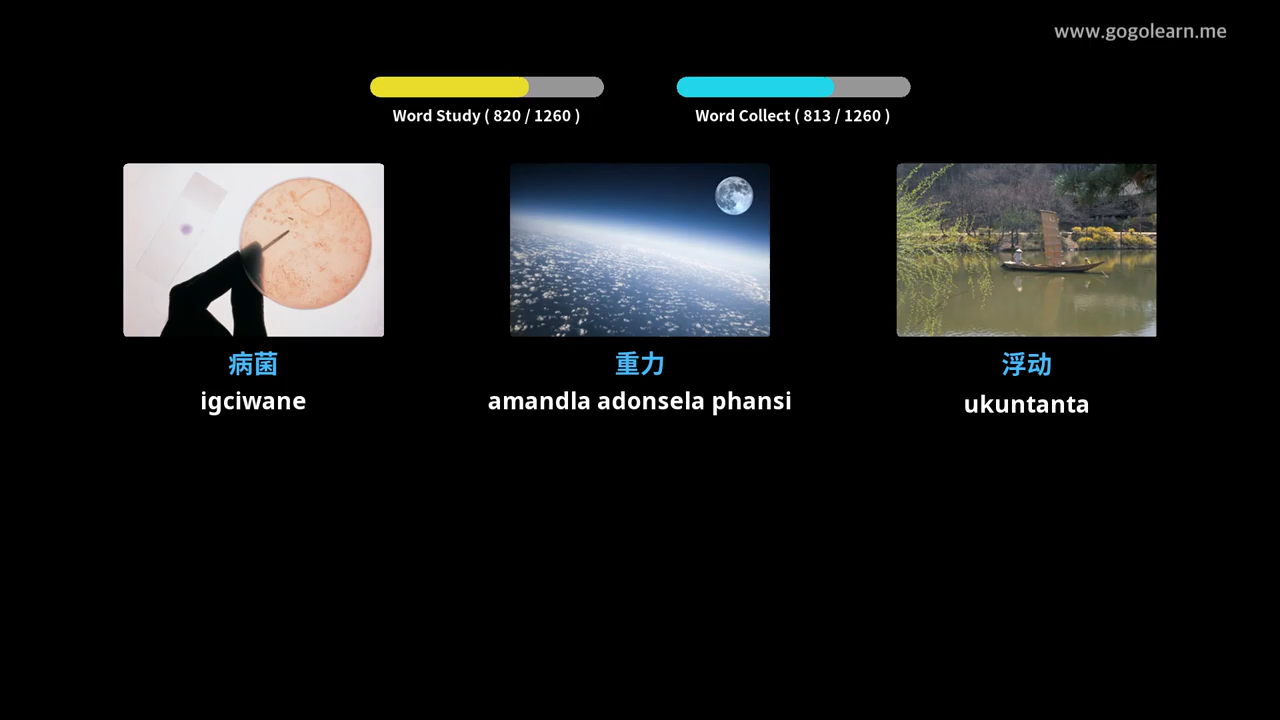 www.gogolearn.me
Word Study ( 820 / 1260 )
Word Collect ( 813 / 1260 )
病菌
重力
浮动
igciwane
amandla adonsela phansi
ukuntanta